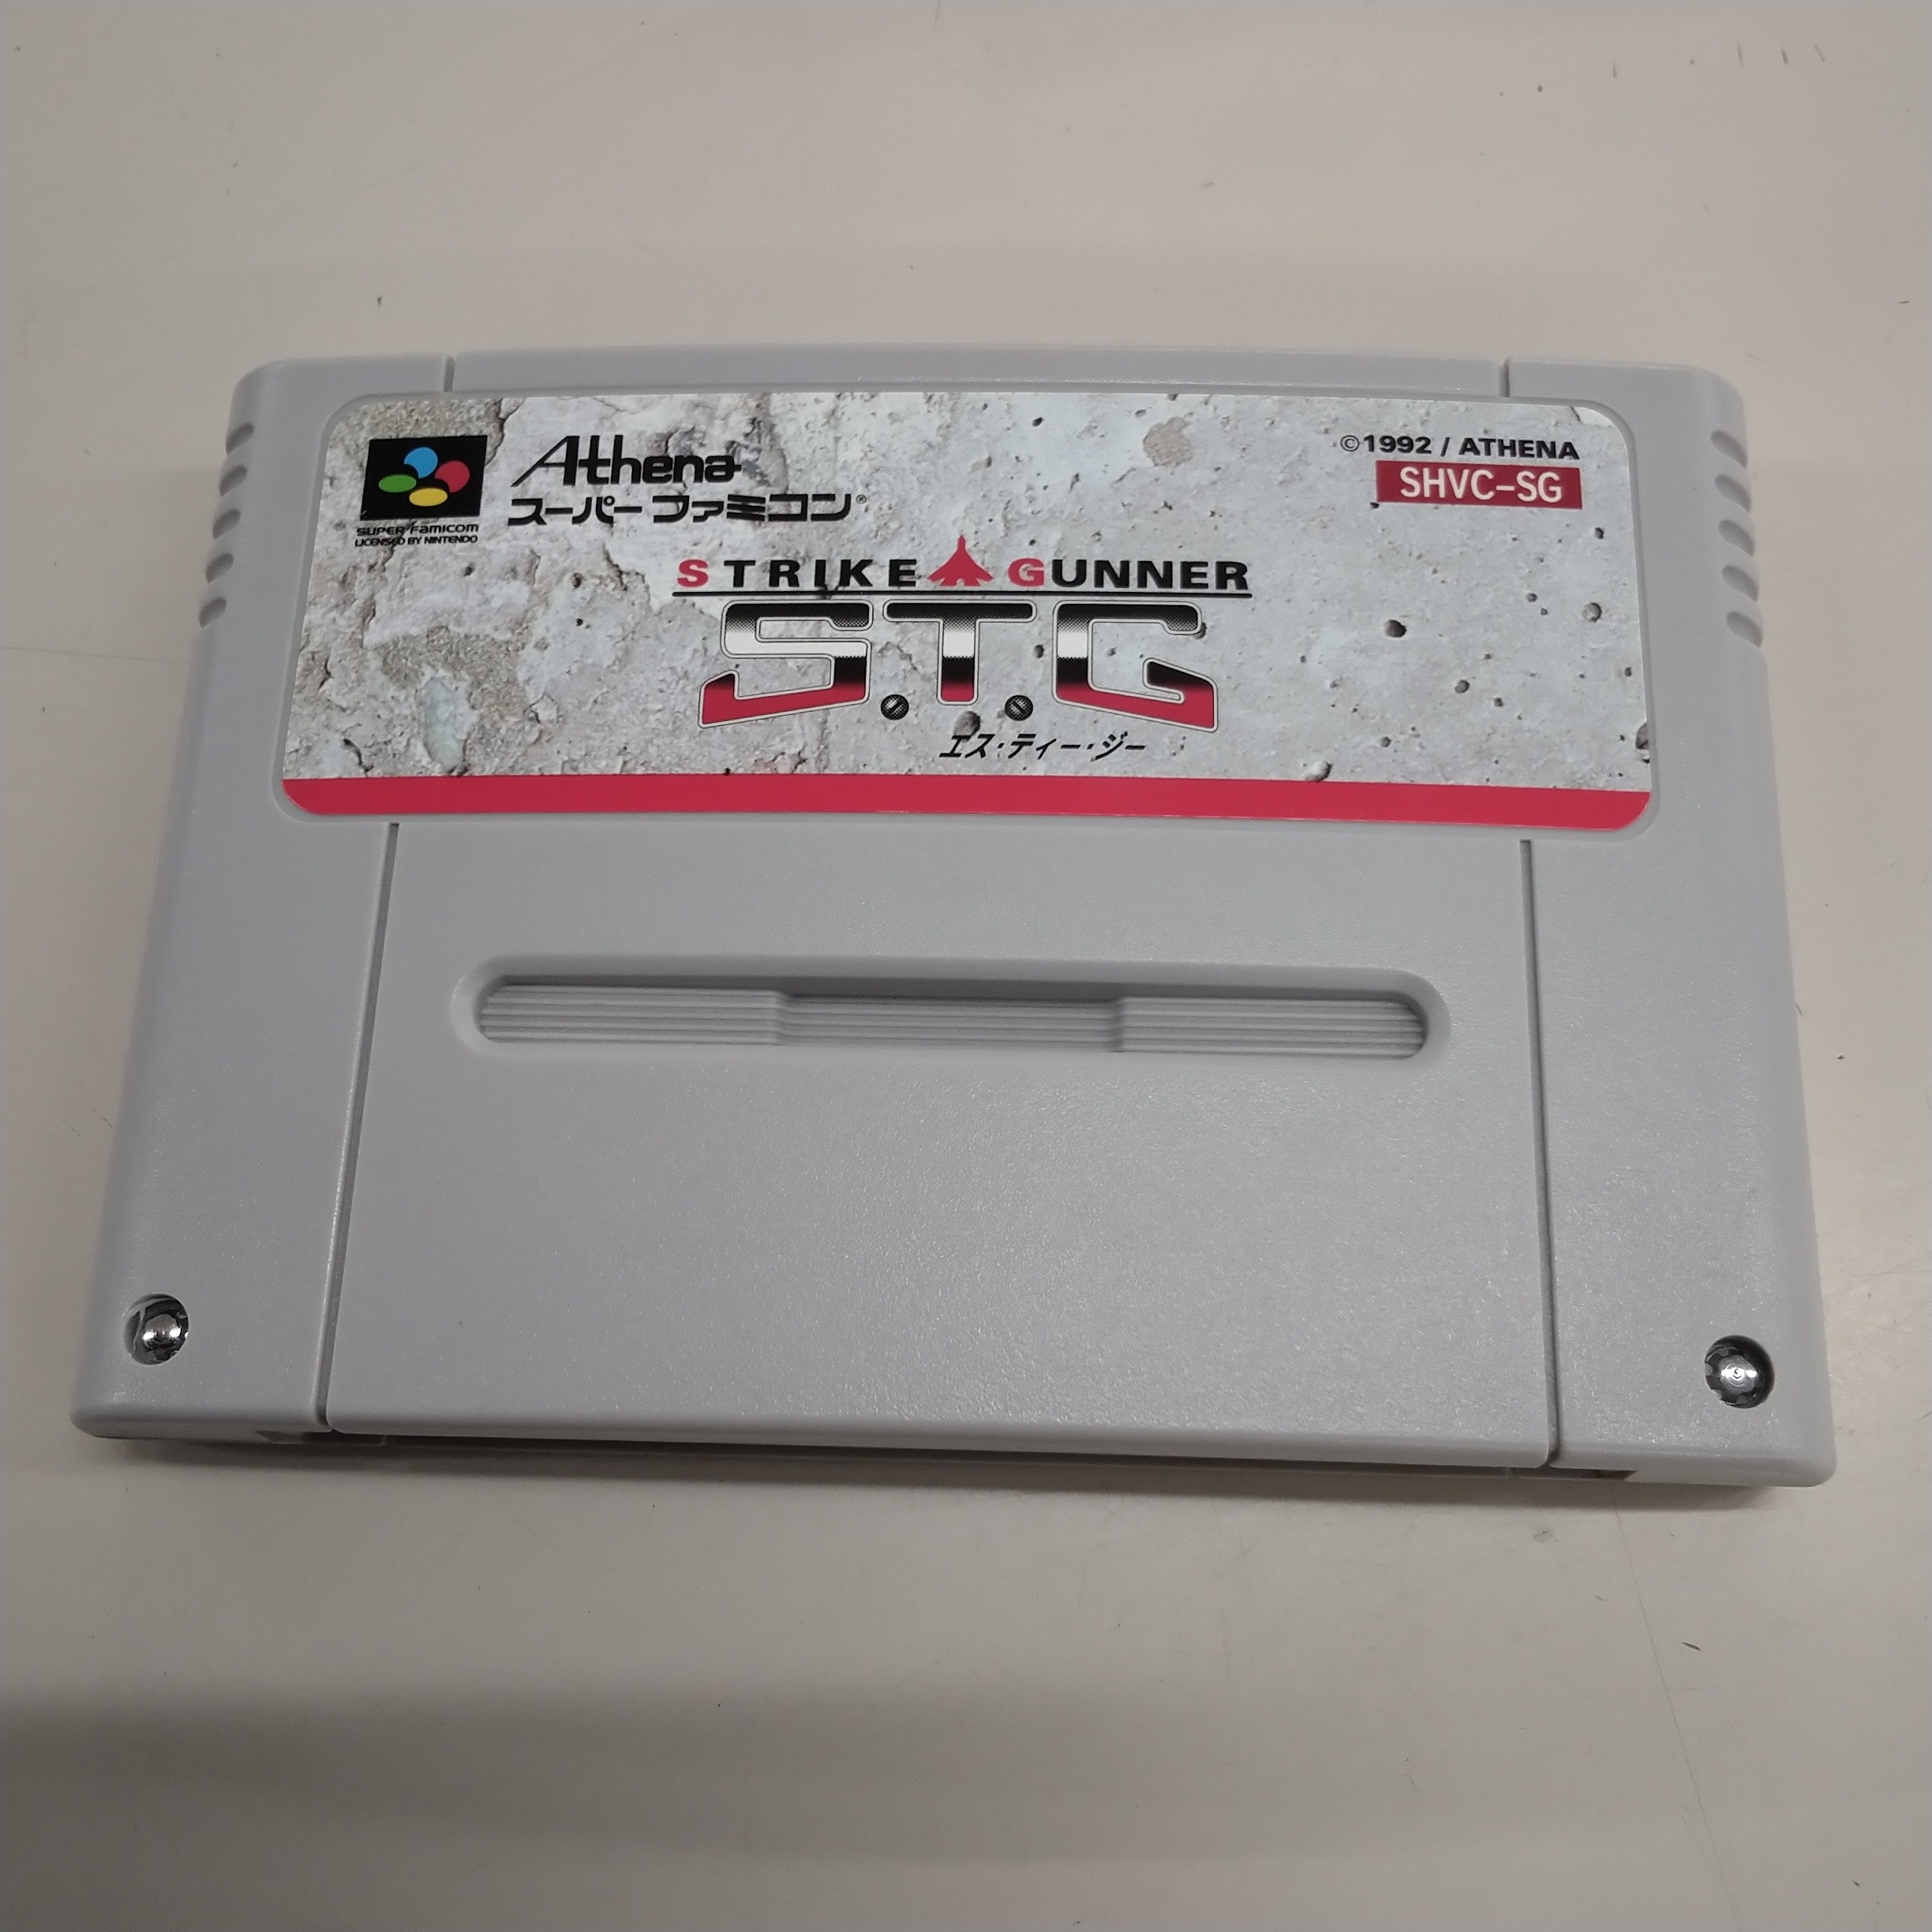 Athena
©1992 / ATHENA
スーパーファミコン®
SHVC-SG
SUPER FAMICOM
LICENSED BY NINTENDO
STRIKE GUNNER
S.T.G
エス・ティー・ジー